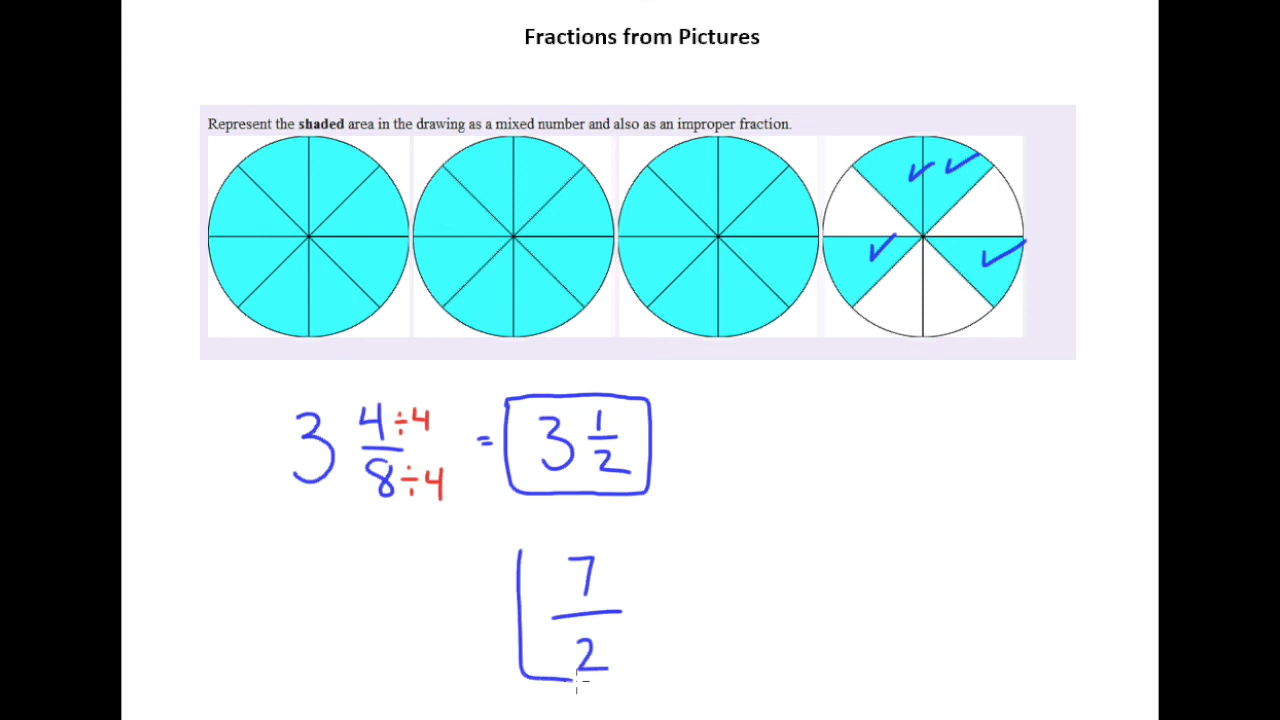 Fractions from Pictures
Represent the shaded area in the drawing as a mixed number and also as an improper fraction.
3 4/8 ÷4 ÷4 = 3 1/2
7/2